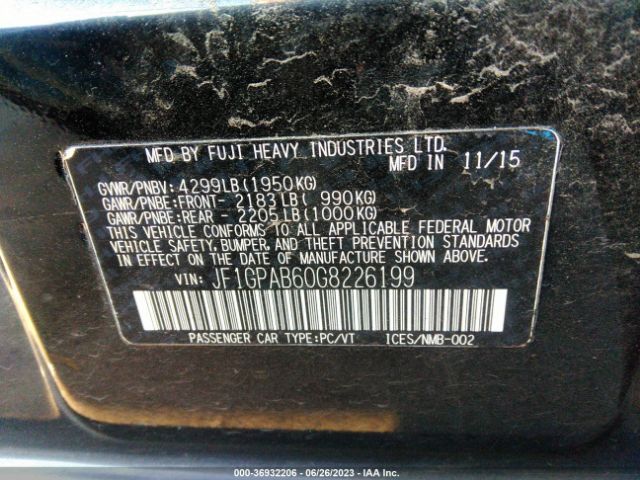 MFD BY FUJI HEAVY INDUSTRIES LTD.
MFD IN 11/15
GVWR/PNBV: 4299LB(1950KG)
GAWR/PNBE:FRONT- 2183LB( 990KG)
GAWR/PNBE:REAR - 2205LB(1000KG)
THIS VEHICLE CONFORMS TO ALL APPLICABLE FEDERAL MOTOR
VEHICLE SAFETY, BUMPER, AND THEFT PREVENTION STANDARDS
IN EFFECT ON THE DATE OF MANUFACTURE SHOWN ABOVE.
VIN: JF1GPAB60G8226199
PASSENGER CAR TYPE:PC/VT ICES/NMB-002
000-36932206 - 06/26/2023 - IAA Inc.